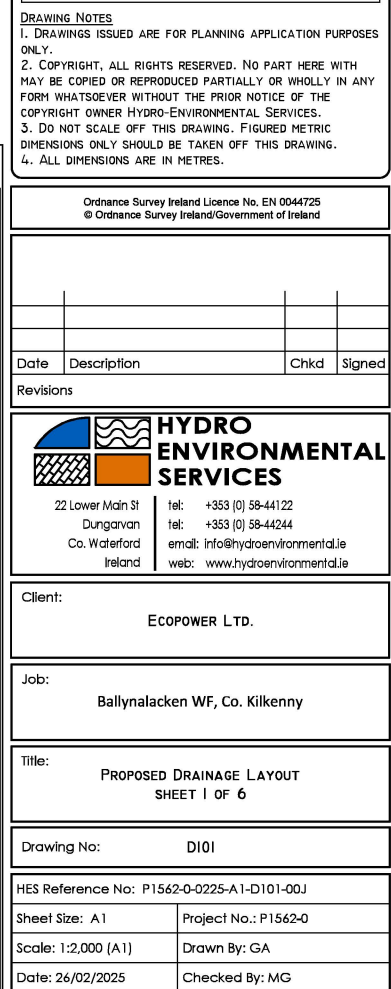 DRAWING NOTES
1. DRAWINGS ISSUED ARE FOR PLANNING APPLICATION PURPOSES
ONLY.
2. COPYRIGHT, ALL RIGHTS RESERVED. NO PART HERE WITH
MAY BE COPIED OR REPRODUCED PARTIALLY OR WHOLLY IN ANY
FORM WHATSOEVER WITHOUT THE PRIOR NOTICE OF THE
COPYRIGHT OWNER HYDRO-ENVIRONMENTAL SERVICES.
3. DO NOT SCALE OFF THIS DRAWING. FIGURED METRIC
DIMENSIONS ONLY SHOULD BE TAKEN OFF THIS DRAWING.
4. ALL DIMENSIONS ARE IN METRES.
Ordnance Survey Ireland Licence No. EN 0044725
© Ordnance Survey Ireland/Government of Ireland
Date Description Chkd Signed
Revisions
HYDRO
ENVIRONMENTAL
SERVICES
22 Lower Main St tel: +353 (0) 58-44122
Dungarvan tel: +353 (0) 58-44244
Co. Waterford email: info@hydroenvironmental.ie
Ireland web: www.hydroenvironmental.ie
Client:
ECOPOWER LTD.
Job:
Ballynalacken WF, Co. Kilkenny
Title:
PROPOSED DRAINAGE LAYOUT
SHEET 1 OF 6
Drawing No: D101
HES Reference No: P1562-0-0225-A1-D101-00J
Sheet Size: A1 Project No.: P1562-0
Scale: 1:2,000 (A1) Drawn By: GA
Date: 26/02/2025 Checked By: MG